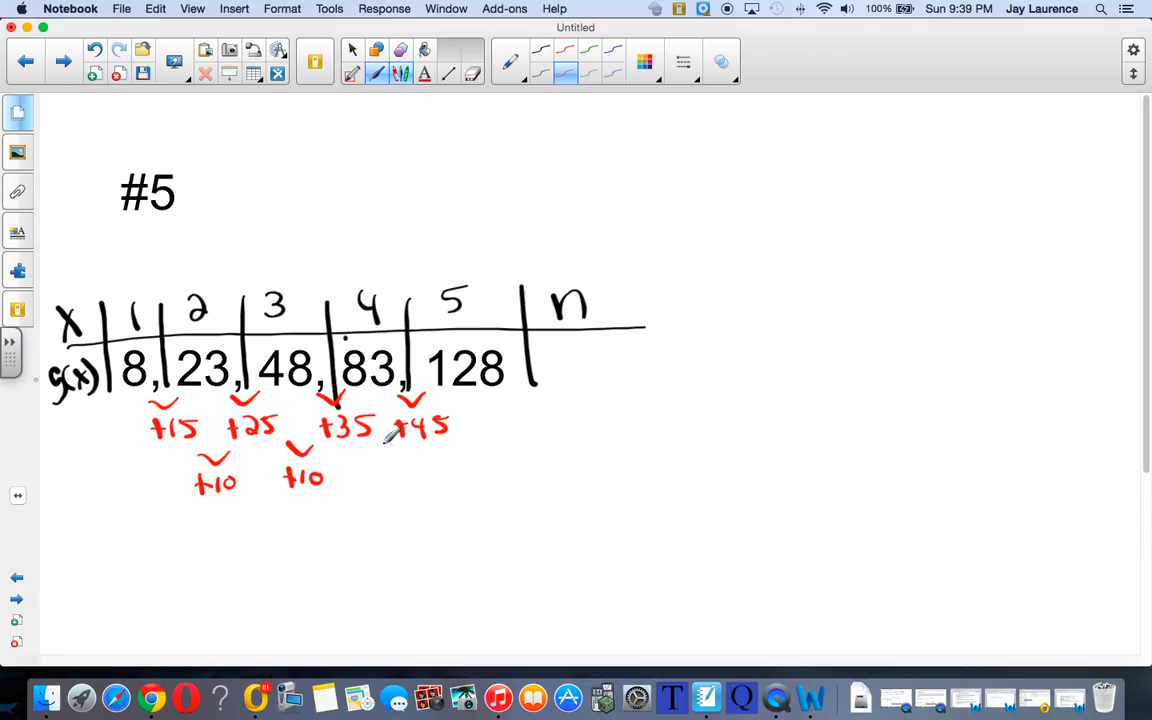 Notebook File Edit View Insert Format Tools Response Window Add-ons Help 100% Sun 9:39 PM Jay Laurence
Untitled
#5
x 1 2 3 4 5 n
g(x) 8, 23, 48, 83, 128
+15 +25 +35 +45
+10 +10